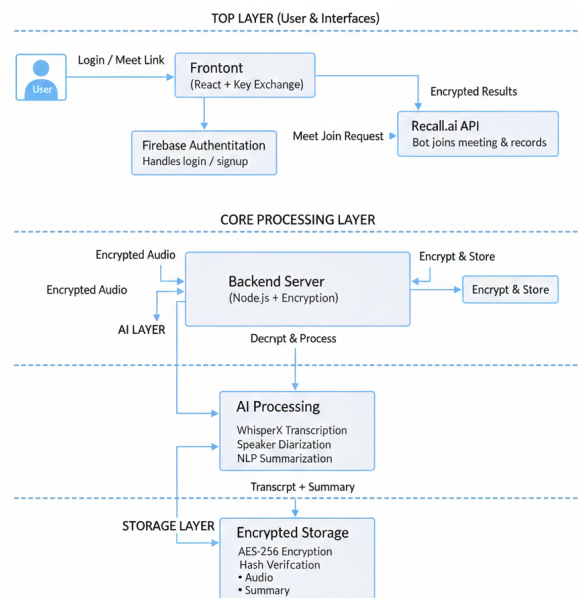 TOP LAYER (User & Interfaces)
User
Login / Meet Link
Frontont
(React + Key Exchange)
Encrypted Results
Firebase Authentitation
Handles login / signup
Meet Join Request
Recall.ai API
Bot joins meeting & records
CORE PROCESSING LAYER
Encrypted Audio
Encrypted Audio
AI LAYER
Backend Server
(Node.js + Encryption)
Encrypt & Store
Encrypt & Store
Decnpt & Process
AI Processing
WhisperX Transcription
Speaker Diarization
NLP Summarization
Transcrpt + Summary
STORAGE LAYER
Encrypted Storage
AES-256 Encryption
Hash Verifcation
• Audio
• Summary